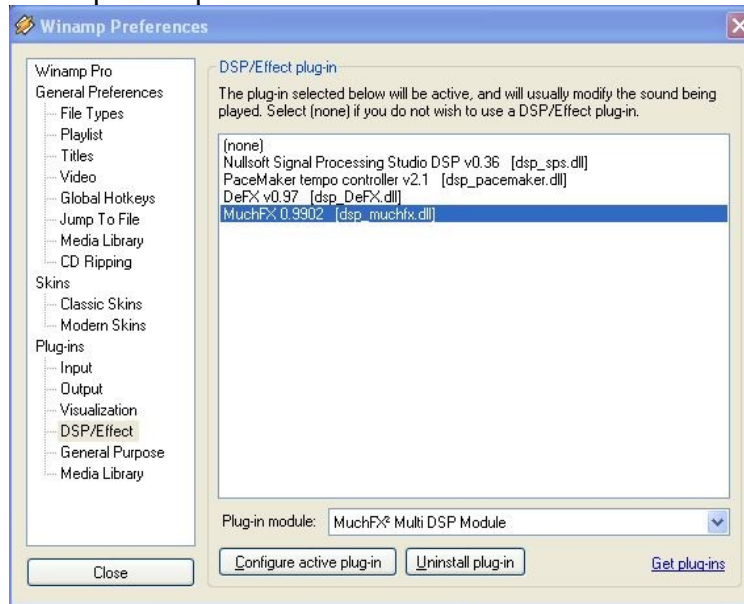 Winamp Preferences
Winamp Pro
General Preferences
File Types
Playlist
Titles
Video
Global Hotkeys
Jump To File
Media Library
CD Ripping
Skins
Classic Skins
Modern Skins
Plug-ins
Input
Output
Visualization
DSP/Effect
General Purpose
Media Library
Close
DSP/Effect plug-in
The plug-in selected below will be active, and will usually modify the sound being
played. Select (none) if you do not wish to use a DSP/Effect plug-in.
(none)
Nullsoft Signal Processing Studio DSP v0.36 [dsp_sps.dll]
PaceMaker tempo controller v2.1 [dsp_pacemaker.dll]
DeFX v0.97 [dsp_DeFX.dll]
MuchFX 0.9902 [dsp_muchfx.dll]
Plug-in module: MuchFX² Multi DSP Module
Configure active plug-in Uninstall plug-in Get plug-ins